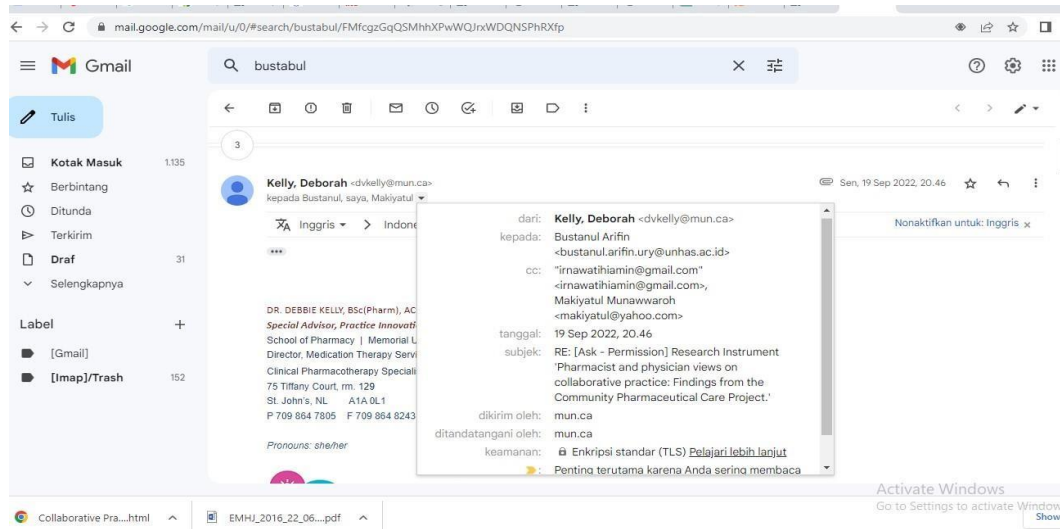 mail.google.com/mail/u/0/#search/bustabul/FMfcgzGqQSMhhXPwWQJrxWDQNSPhRXfp
Gmail
bustabul
Tulis
3
Kotak Masuk 1.135
Berbintang
Ditunda
Terkirim
Draf 31
Selengkapnya
Label
[Gmail]
[Imap]/Trash 152
Kelly, Deborah <dvkelly@mun.ca>
Sen, 19 Sep 2022, 20.46
kepada Bustanul, saya, Makiyatul
Inggris > Indone
Nonaktifkan untuk: Inggris x
DR. DEBBIE KELLY, BSc(Pharm), AC
Special Advisor, Practice Innovati
School of Pharmacy | Memorial U
Director, Medication Therapy Servi
Clinical Pharmacotherapy Speciali
75 Tiffany Court, rm. 129
St. John's, NL A1A 0L1
P 709 864 7805 F 709 864 8243
Pronouns: she/her
dari: Kelly, Deborah <dvkelly@mun.ca>
kepada: Bustanul Arifin
<bustanul.arifin.ury@unhas.ac.id>
cc: "irnawatihiamin@gmail.com"
<irnawatihiamin@gmail.com>,
Makiyatul Munawwaroh
<makiyatul@yahoo.com>
tanggal: 19 Sep 2022, 20.46
subjek: RE: [Ask - Permission] Research Instrument
'Pharmacist and physician views on
collaborative practice: Findings from the
Community Pharmaceutical Care Project.'
dikirim oleh: mun.ca
ditandatangani oleh: mun.ca
keamanan: Enkripsi standar (TLS) Pelajari lebih lanjut
: Penting terutama karena Anda sering membaca
Activate Windows
Go to Settings to activate Window
Collaborative Pra....html
EMHJ_2016_22_06....pdf
Show